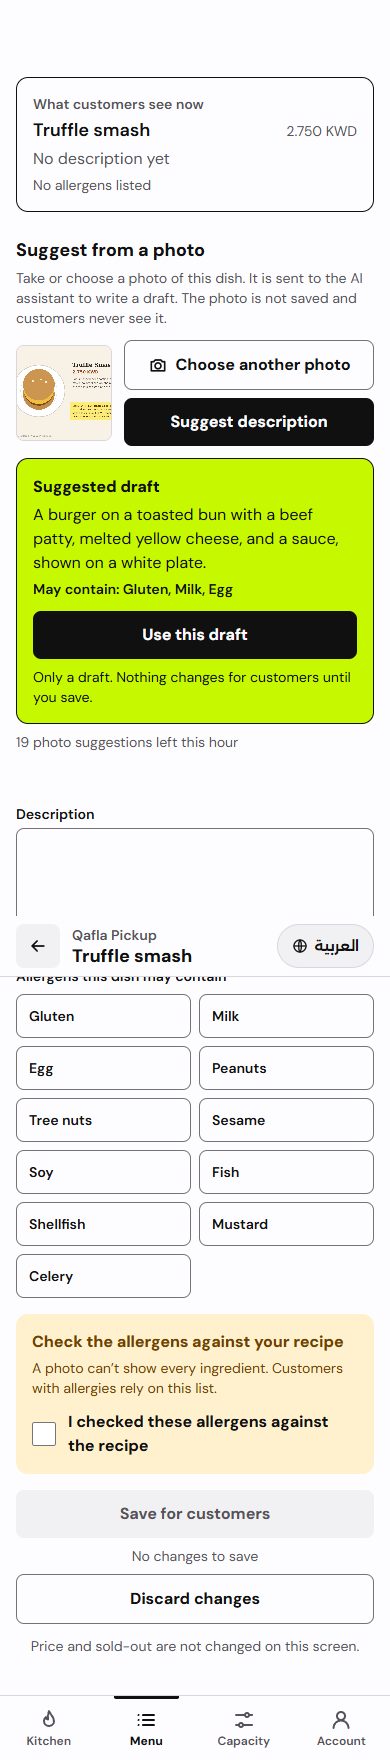 What customers see now
Truffle smash
2.750 KWD
No description yet
No allergens listed
Suggest from a photo
Take or choose a photo of this dish. It is sent to the AI
assistant to write a draft. The photo is not saved and
customers never see it.
Choose another photo
Suggest description
Suggested draft
A burger on a toasted bun with a beef
patty, melted yellow cheese, and a sauce,
shown on a white plate.
May contain: Gluten, Milk, Egg
Use this draft
Only a draft. Nothing changes for customers until
you save.
19 photo suggestions left this hour
Description
Qafla Pickup
Truffle smash
العربية
Allergens this dish may contain
Gluten
Milk
Egg
Peanuts
Tree nuts
Sesame
Soy
Fish
Shellfish
Mustard
Celery
Check the allergens against your recipe
A photo can’t show every ingredient. Customers
with allergies rely on this list.
I checked these allergens against
the recipe
Save for customers
No changes to save
Discard changes
Price and sold-out are not changed on this screen.
Kitchen
Menu
Capacity
Account